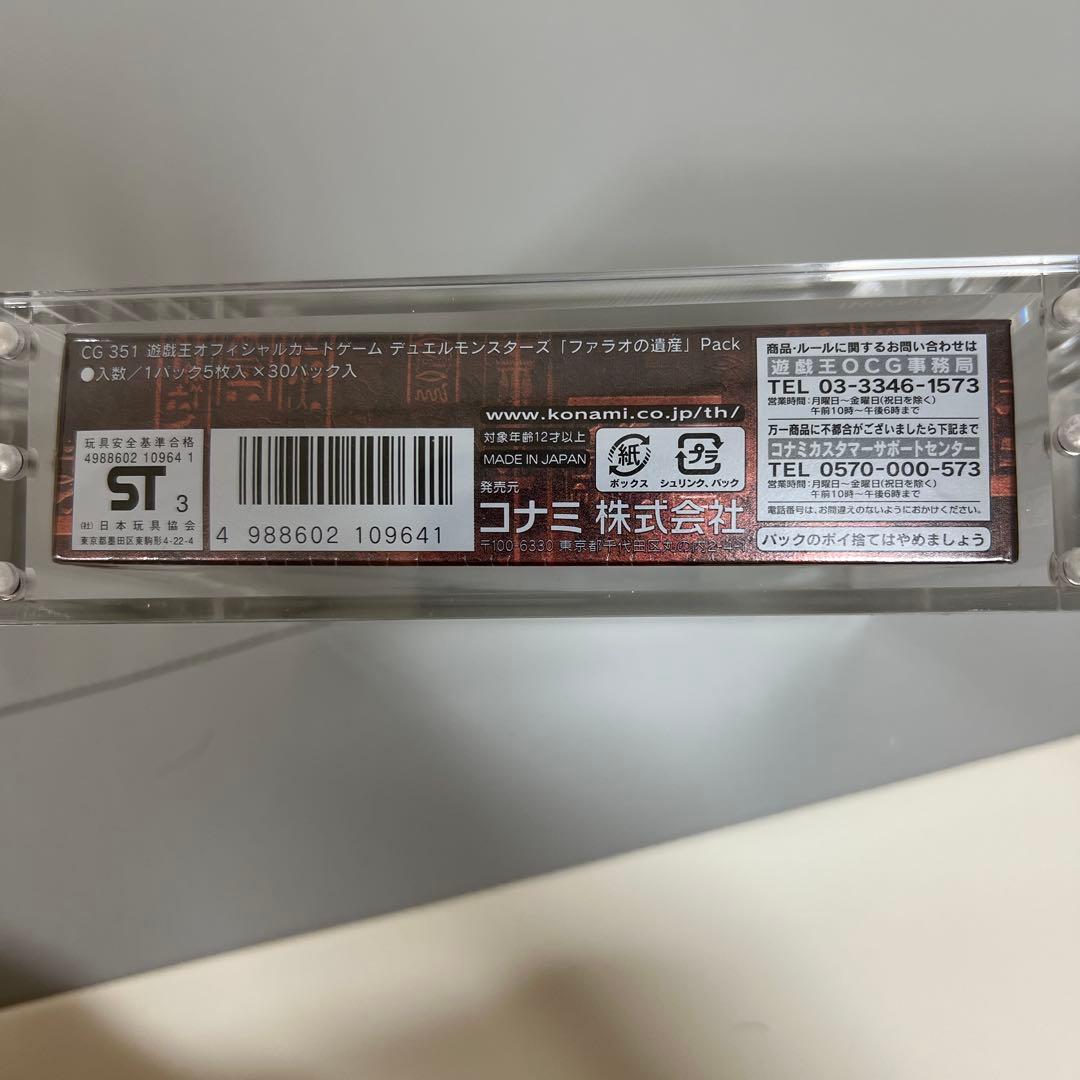 CG 351 遊戯王オフィシャルカードゲーム デュエルモンスターズ「ファラオの遺産」Pack
●入数/1パック5枚入 ×30パック入
玩具安全基準合格
4988602 10964 1
ST 3
(社)日本玩具協会
東京都墨田区東駒形4-22-4
4 988602 109641
www.konami.co.jp/th/
対象年齢12才以上
MADE IN JAPAN
紙
ボックス
プラ
シュリンク、パック
発売元
コナミ 株式会社
〒100-6330 東京都千代田区丸の内2-4-1
商品・ルールに関するお問い合わせは
遊戯王OCG事務局
TEL 03-3346-1573
営業時間:月曜日~金曜日(祝日を除く)
午前10時~午後6時まで
万一商品に不都合がございましたら下記まで
コナミカスタマーサポートセンター
TEL 0570-000-573
営業時間:月曜日~金曜日(祝日を除く)
午前10時~午後6時まで
電話番号は、お間違えのないようにおかけください。
パックのポイ捨てはやめましょう